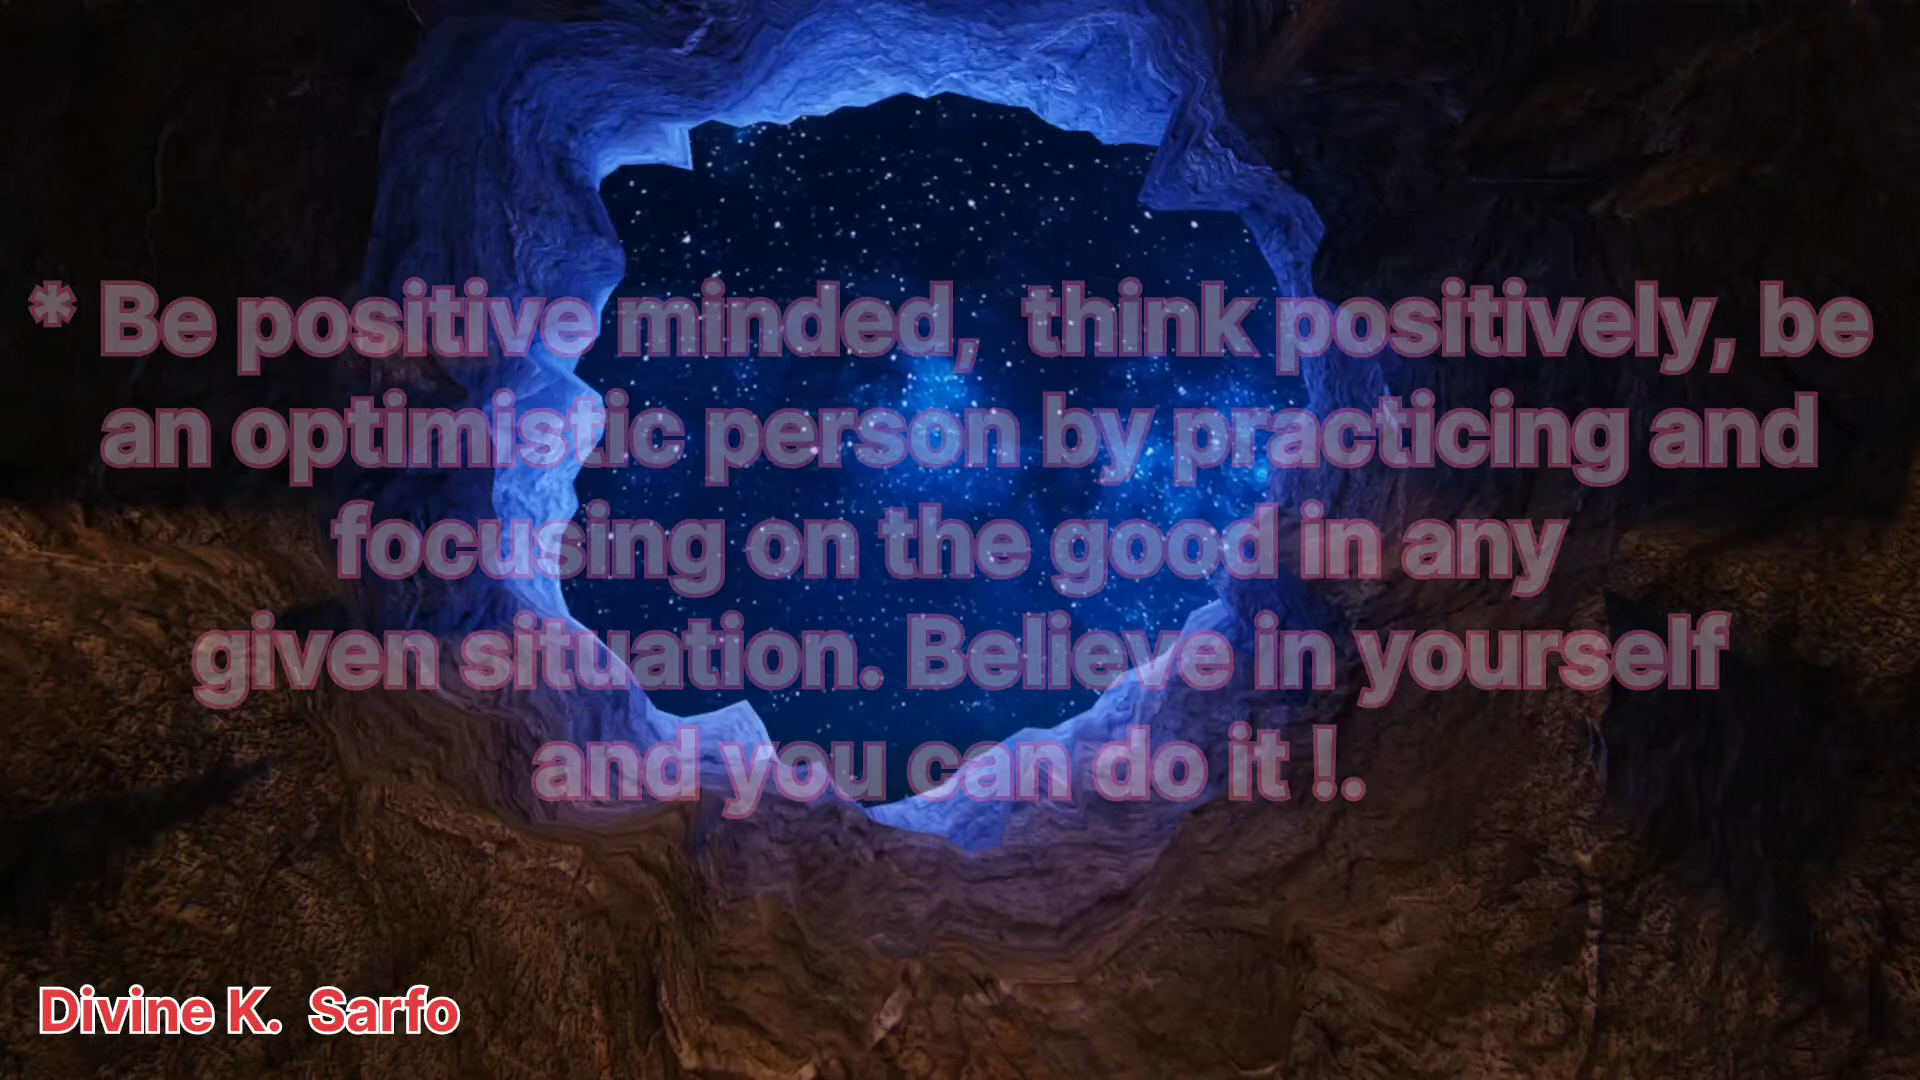 * Be positive minded,  think positively, be
an optimistic person by practicing and
focusing on the good in any
given situation. Believe in yourself
and you can do it !.
Divine K.  Sarfo